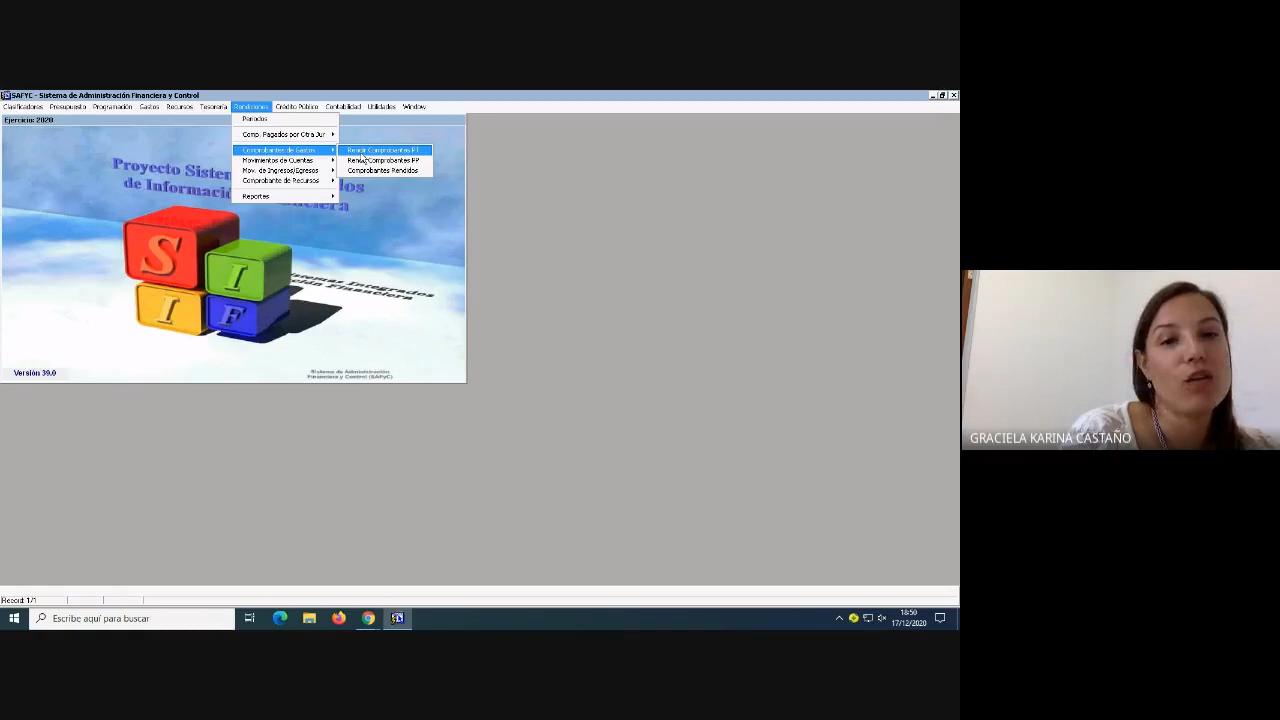 SAFYC - Sistema de Administración Financiera y Control
Clasificadores Presupuesto Programación Gastos Recursos Tesorería Rendiciones Crédito Público Contabilidad Utilidades Window
Ejercicio: 2020
Periodos
Comp. Pagados por Otra Jur
Comprobantes de Gastos
Movimientos de Cuentas
Mov. de Ingresos/Egresos
Comprobante de Recursos
Reportes
Rendir Comprobantes PT
Rendir Comprobantes PP
Comprobantes Rendidos
Proyecto Sistem
de Informació
S
I
I
F
Versión 39.0
Sistema de Administración
Financiera y Control (SAFyC)
Record: 1/1
Escribe aquí para buscar
18:50
17/12/2020
GRACIELA KARINA CASTAÑO